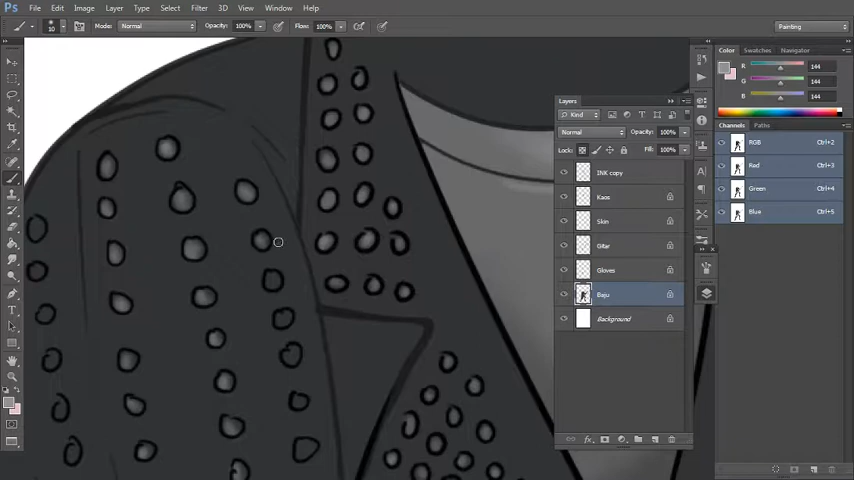 Ps File Edit Image Layer Type Select Filter 3D View Window Help
10 Mode: Normal Opacity: 100% Flow: 100% Painting
Color Swatches Navigator
R 144
G 144
B 144
Layers
Kind
Normal Opacity: 100%
Lock: Fill: 100%
INK copy
Kaos
Skin
Gitar
Gloves
Baju
Background
Channels Paths
RGB Ctrl+2
Red Ctrl+3
Green Ctrl+4
Blue Ctrl+5